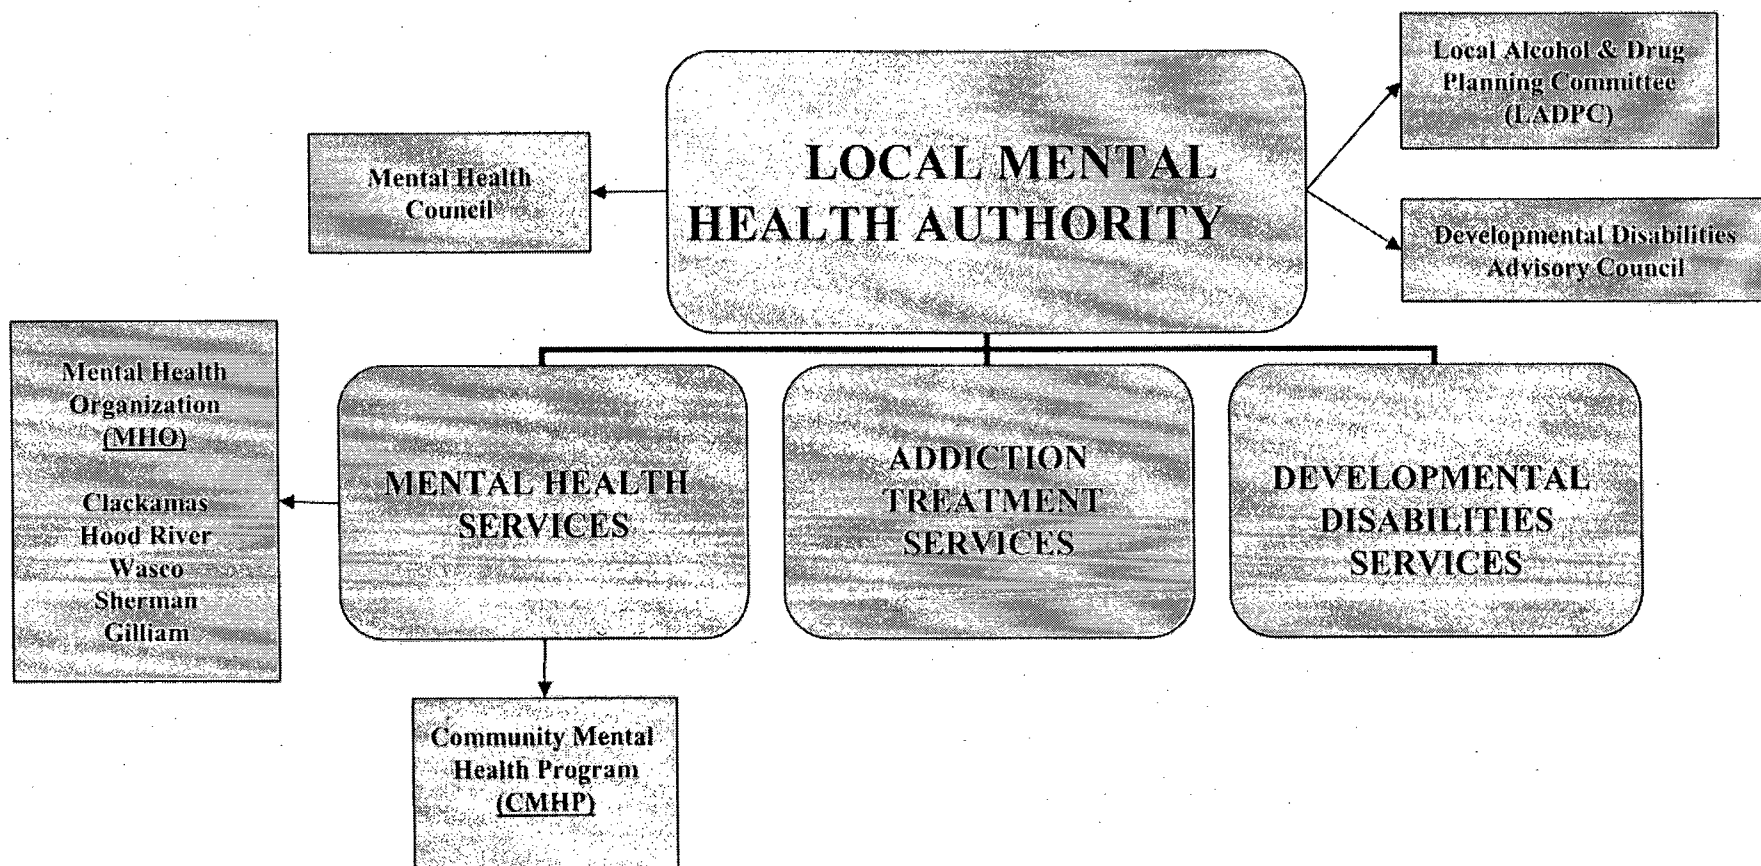 Local Alcohol & Drug
Planning Committee
(LADPC)
LOCAL MENTAL
HEALTH AUTHORITY
Mental Health
Council
Developmental Disabilities
Advisory Council
Mental Health
Organization
(MHO)
Clackamas
Hood River
Wasco
Sherman
Gilliam
MENTAL HEALTH
SERVICES
ADDICTION
TREATMENT
SERVICES
DEVELOPMENTAL
DISABILITIES
SERVICES
Community Mental
Health Program
(CMHP)